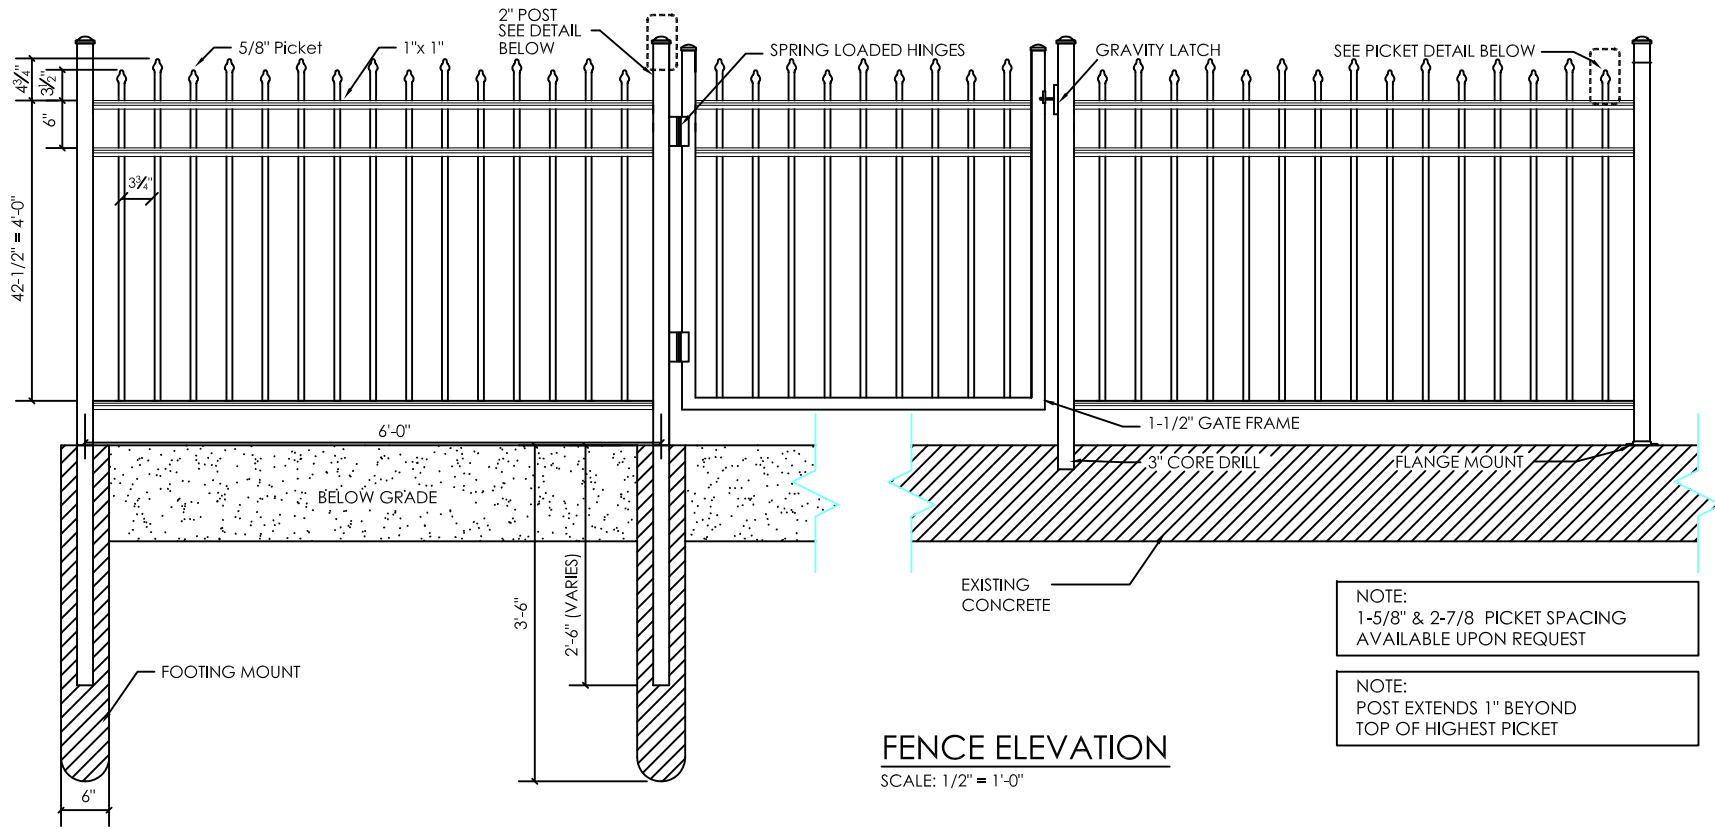 2" POST
SEE DETAIL
BELOW
5/8" Picket
1"x 1"
SPRING LOADED HINGES
GRAVITY LATCH
SEE PICKET DETAIL BELOW
4¾"
3½"
6"
3¾"
42-1/2" = 4'-0"
6'-0"
1-1/2" GATE FRAME
3" CORE DRILL
FLANGE MOUNT
BELOW GRADE
2'-6" (VARIES)
3'-6"
EXISTING
CONCRETE
FOOTING MOUNT
6"
NOTE:
1-5/8" & 2-7/8 PICKET SPACING
AVAILABLE UPON REQUEST
NOTE:
POST EXTENDS 1" BEYOND
TOP OF HIGHEST PICKET
FENCE ELEVATION
SCALE: 1/2" = 1'-0"